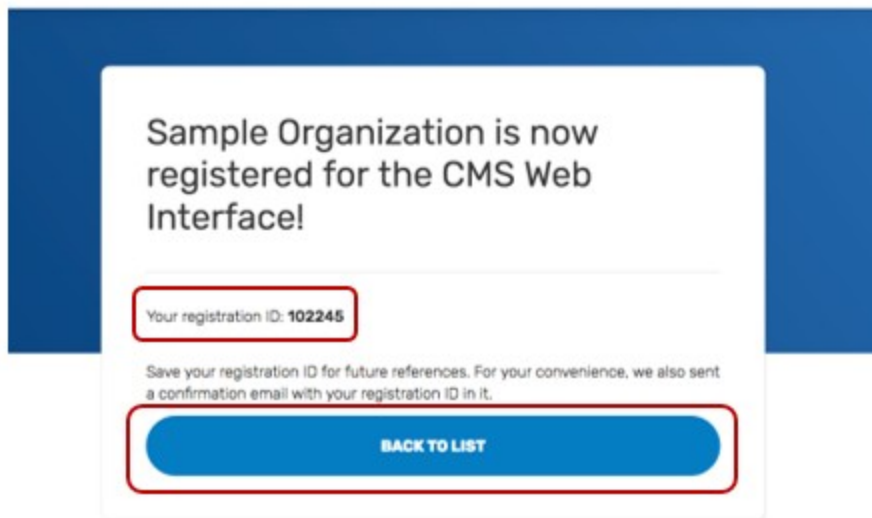 Sample Organization is now
registered for the CMS Web
Interface!
Your registration ID: 102245
Save your registration ID for future references. For your convenience, we also sent
a confirmation email with your registration ID in it.
BACK TO LIST